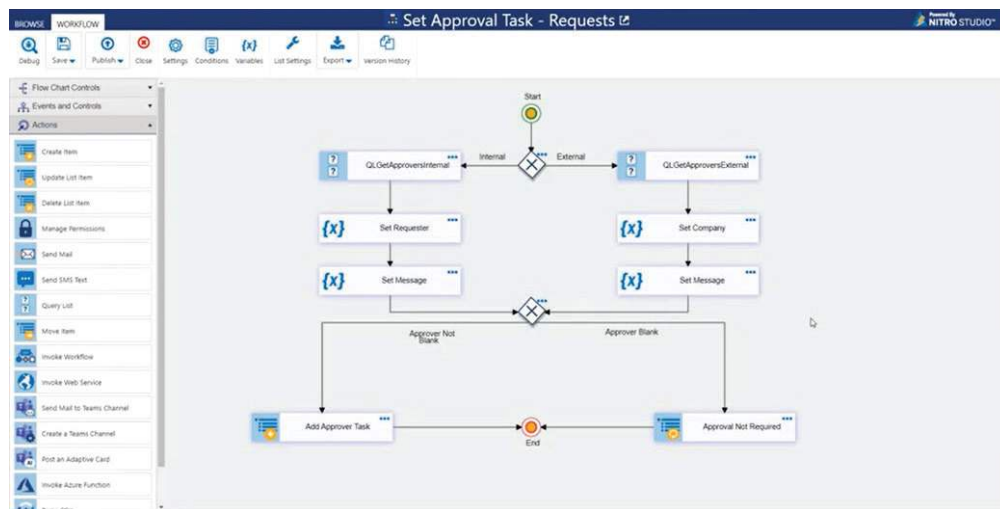 BROWSE WORKFLOW
Set Approval Task - Requests
Powered By
NITRO STUDIO™
Debug Save Publish Close Settings Conditions Variables List Settings Export Version History
Flow Chart Controls
Events and Controls
Actions
Create Item
Update List Item
Delete List Item
Manage Permissions
Send Mail
Send SMS Text
Query List
Move Item
Invoke Workflow
Invoke Web Service
Send Mail to Teams Channel
Create a Teams Channel
Post an Adaptive Card
Invoke Azure Function
Start
QLGetApproversInternal
Internal
External
QLGetApproversExternal
{x} Set Requester
{x} Set Company
{x} Set Message
{x} Set Message
Approver Not
Blank
Approver Blank
Add Approver Task
Approval Not Required
End